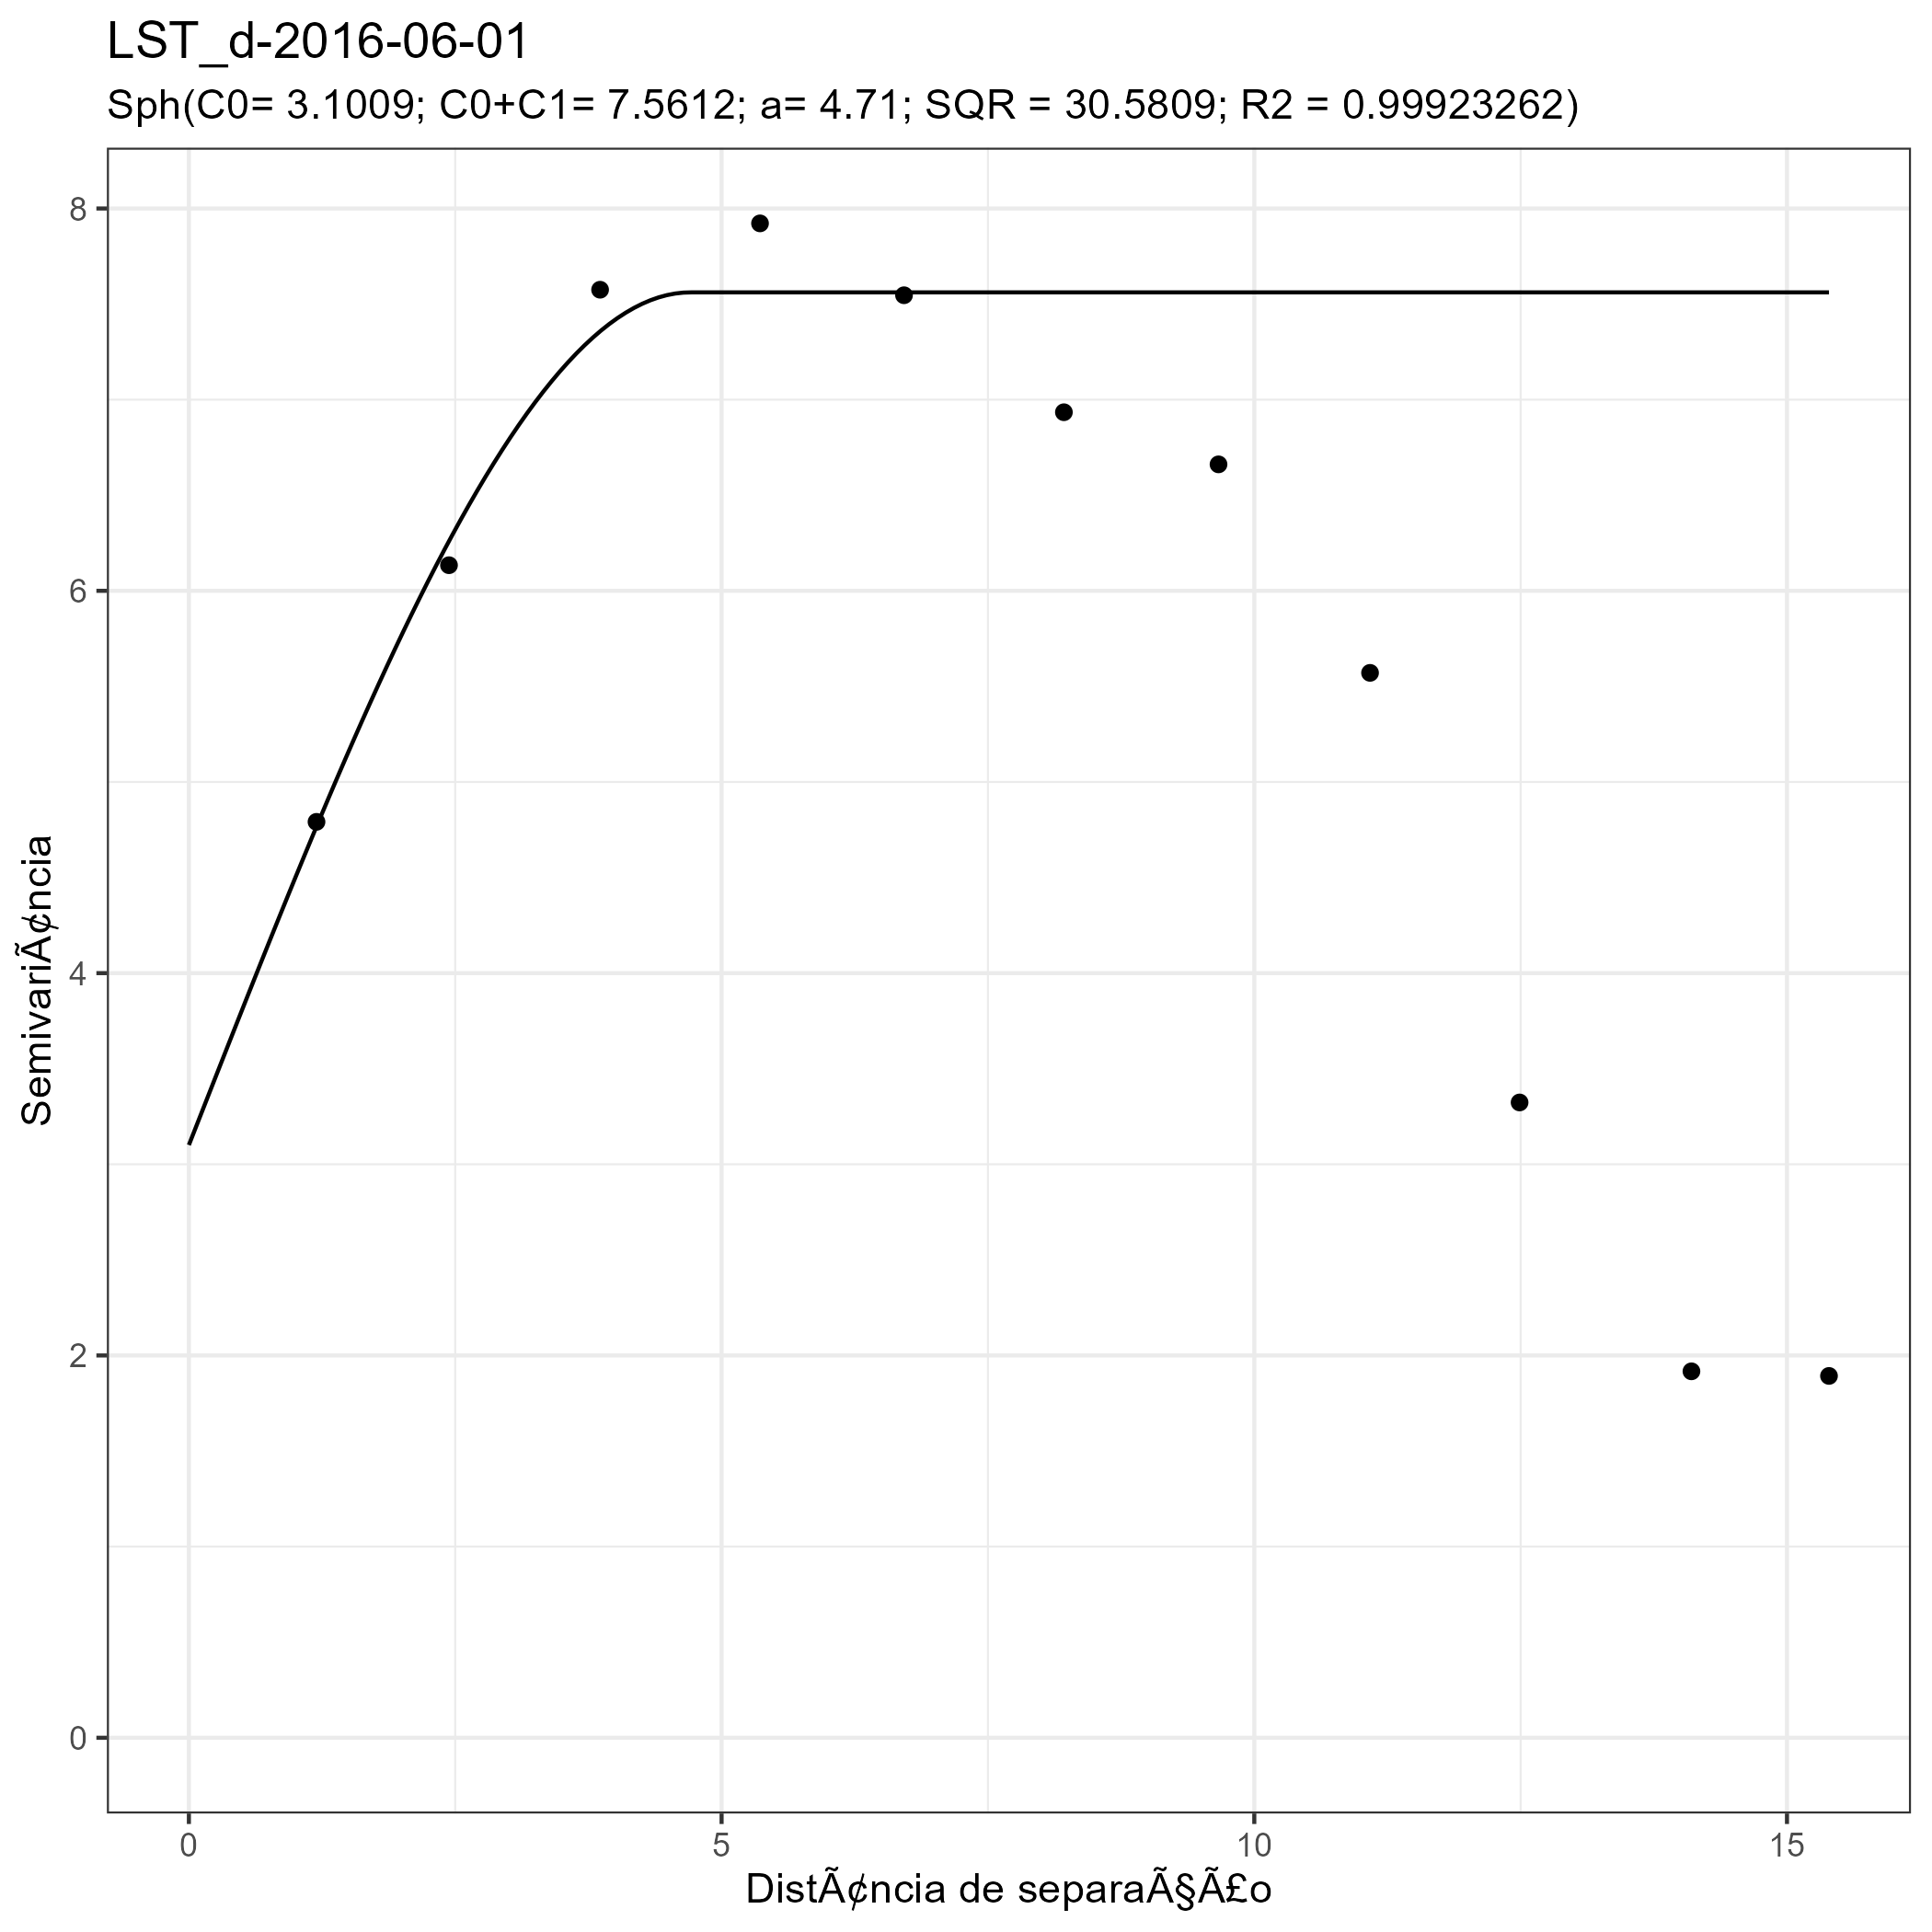 LST_d-2016-06-01
Sph(C0= 3.1009; C0+C1= 7.5612; a= 4.71; SQR = 30.5809; R2 = 0.99923262)
SemivariÃ¢ncia
8
6
4
2
0
0 5 10 15
DistÃ¢ncia de separaÃ§Ã£o